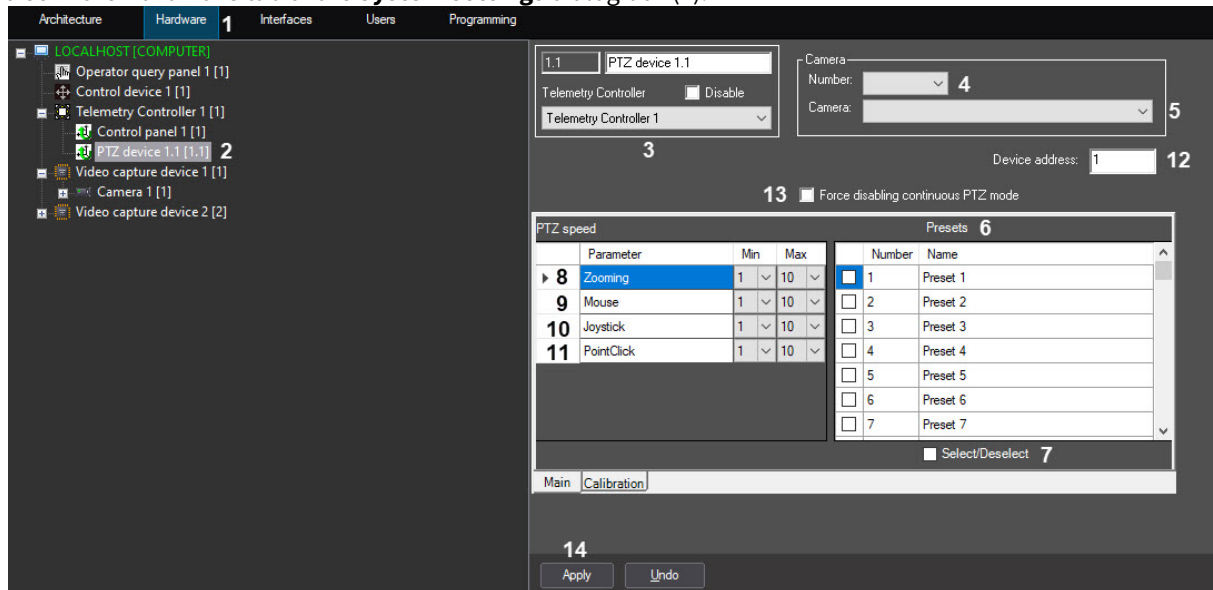 Architecture Hardware 1 Interfaces Users Programming
LOCALHOST [COMPUTER]
Operator query panel 1 [1]
Control device 1 [1]
Telemetry Controller 1 [1]
Control panel 1 [1]
PTZ device 1.1 [1.1] 2
Video capture device 1 [1]
Camera 1 [1]
Video capture device 2 [2]
1.1 PTZ device 1.1
Telemetry Controller Disable
Telemetry Controller 1
3
Camera
Number: 4
Camera: 5
Device address: 1 12
13 Force disabling continuous PTZ mode
PTZ speed
Parameter Min Max
8 Zooming 1 10
9 Mouse 1 10
10 Joystick 1 10
11 PointClick 1 10
Presets 6
Number Name
1 Preset 1
2 Preset 2
3 Preset 3
4 Preset 4
5 Preset 5
6 Preset 6
7 Preset 7
Select/Deselect 7
Main Calibration
14
Apply Undo